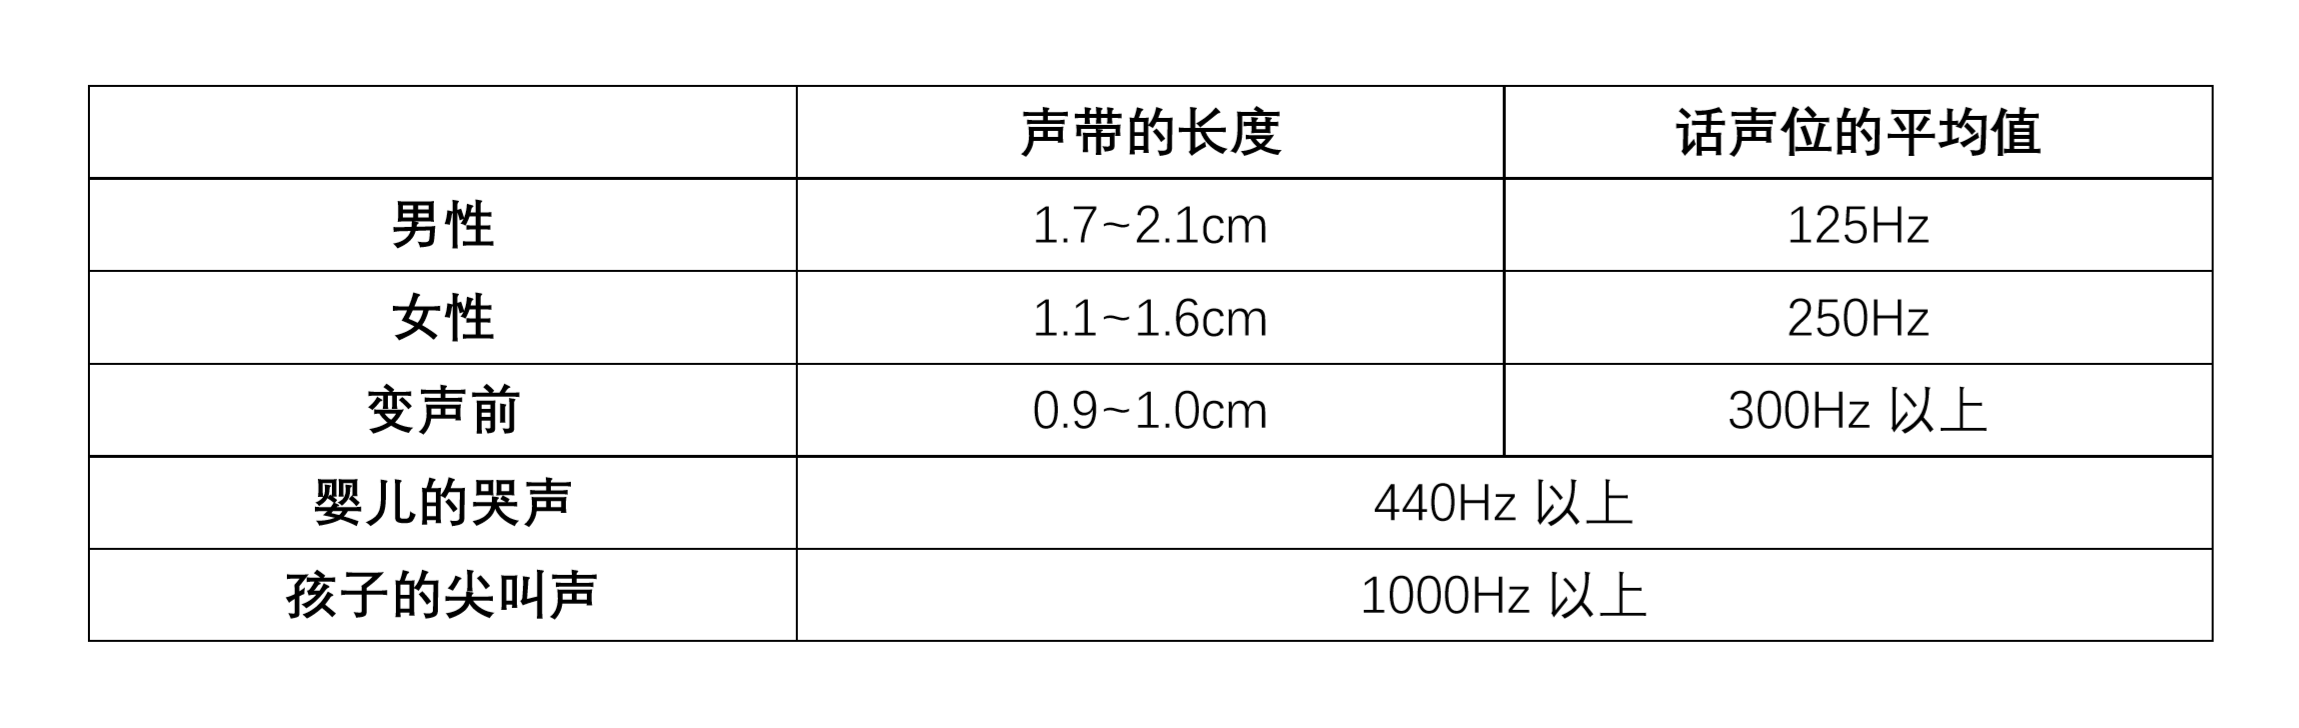 声带的长度 话声位的平均值
男性 1.7~2.1cm 125Hz
女性 1.1~1.6cm 250Hz
变声前 0.9~1.0cm 300Hz 以上
婴儿的哭声 440Hz 以上
孩子的尖叫声 1000Hz 以上